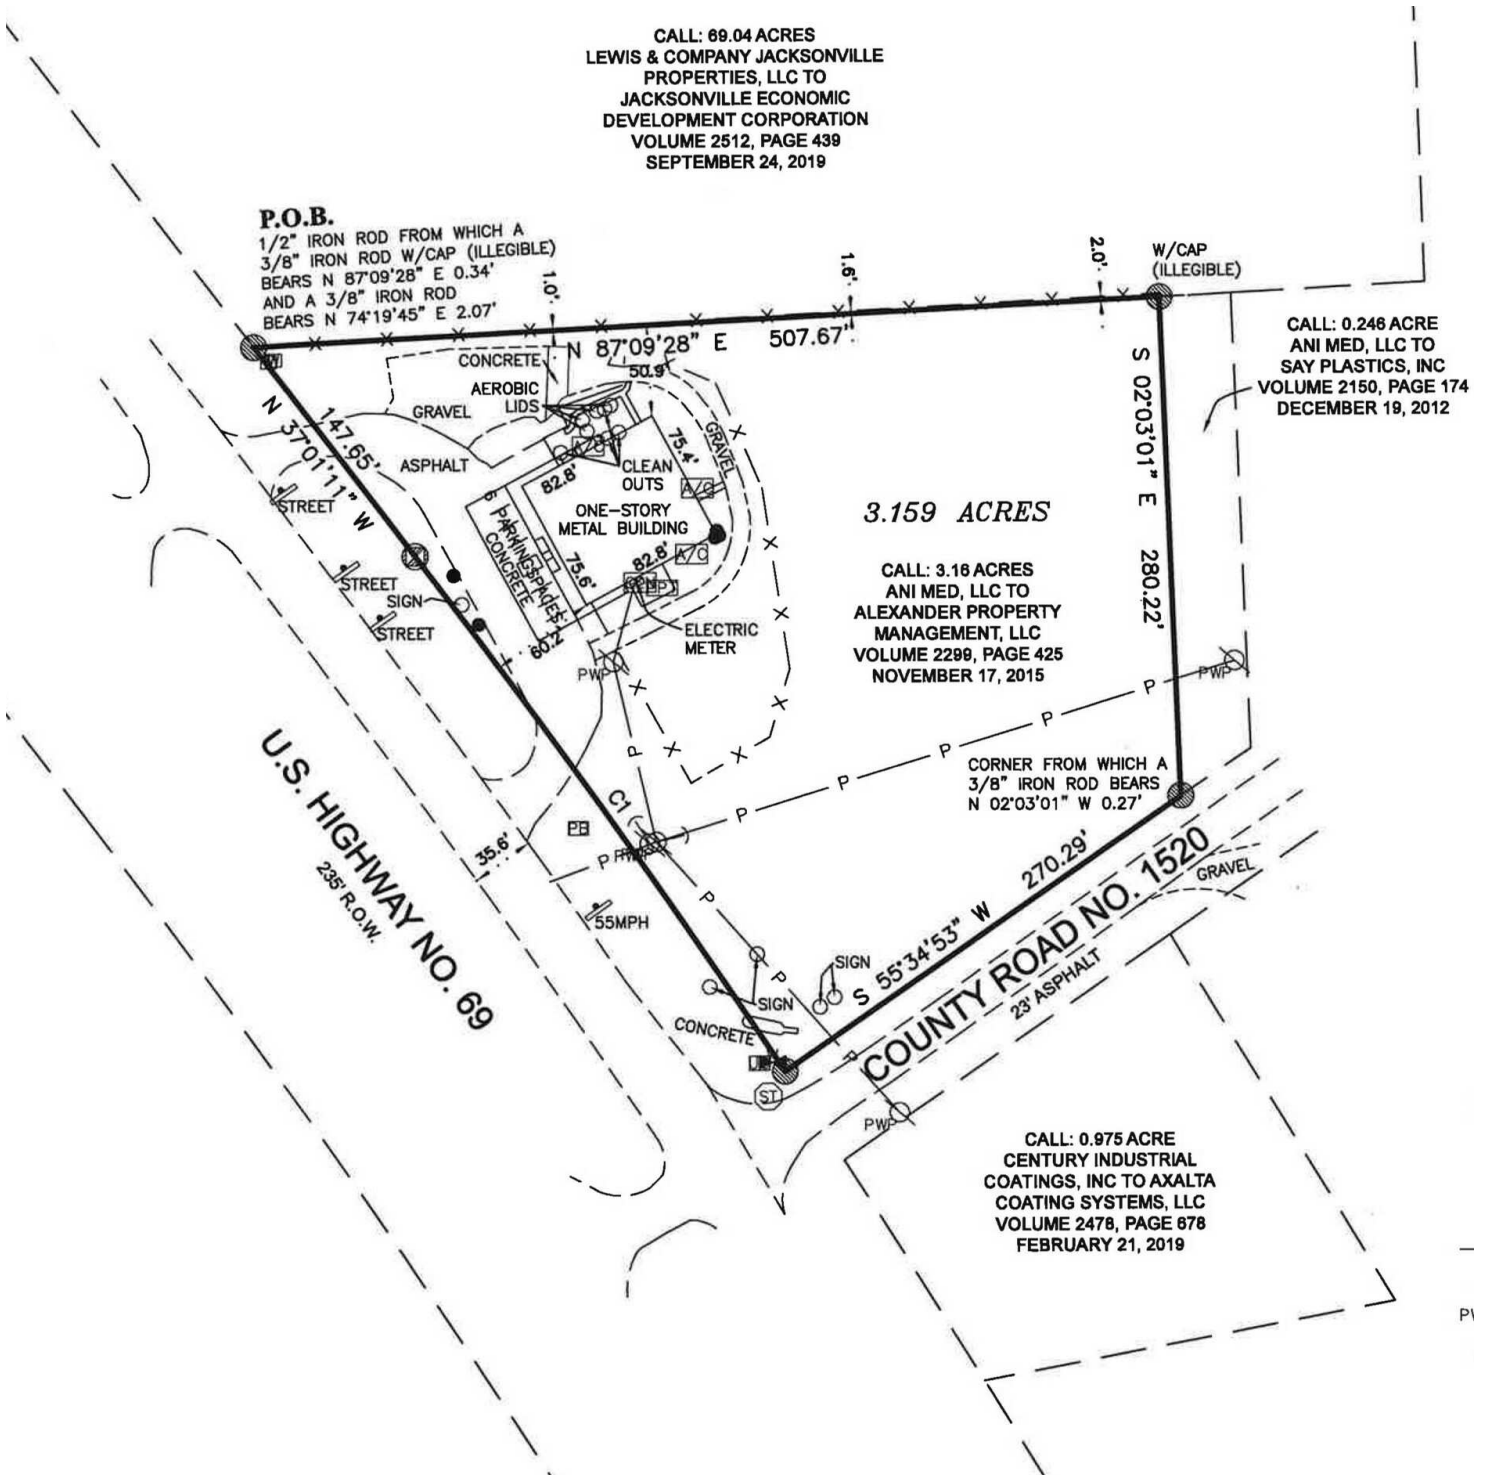 CALL: 69.04 ACRES
LEWIS & COMPANY JACKSONVILLE
PROPERTIES, LLC TO
JACKSONVILLE ECONOMIC
DEVELOPMENT CORPORATION
VOLUME 2512, PAGE 439
SEPTEMBER 24, 2019
P.O.B.
1/2" IRON ROD FROM WHICH A
3/8" IRON ROD W/CAP (ILLEGIBLE)
BEARS N 87°09'28" E 0.34'
AND A 3/8" IRON ROD
BEARS N 74°19'45" E 2.07'
1.0'
1.6'
2.0'
W/CAP
(ILLEGIBLE)
N 87°09'28" E 507.67'
CALL: 0.246 ACRE
ANI MED, LLC TO
SAY PLASTICS, INC
VOLUME 2150, PAGE 174
DECEMBER 19, 2012
S 02°03'01" E 280.22'
CONCRETE
50.9'
AEROBIC
LIDS
GRAVEL
GRAVEL
ASPHALT
N 37°01'11" W
147.65'
75.4'
82.8'
CLEAN
OUTS
A/C
ONE-STORY
METAL BUILDING
6 PARKING SPACES
CONCRETE
75.6'
82.8'
A/C
60.2'
ELECTRIC
METER
STREET
STREET
SIGN
STREET
3.159 ACRES
CALL: 3.16 ACRES
ANI MED, LLC TO
ALEXANDER PROPERTY
MANAGEMENT, LLC
VOLUME 2299, PAGE 425
NOVEMBER 17, 2015
PWP
PWP
P
P
P
P
P
P
CORNER FROM WHICH A
3/8" IRON ROD BEARS
N 02°03'01" W 0.27'
C1
PB
35.6'
P
PWP
U.S. HIGHWAY NO. 69
235' R.O.W.
55MPH
P
P
P
SIGN
SIGN
CONCRETE
ST
S 55°34'53" W 270.29'
COUNTY ROAD NO. 1520
23' ASPHALT
GRAVEL
PWP
CALL: 0.975 ACRE
CENTURY INDUSTRIAL
COATINGS, INC TO AXALTA
COATING SYSTEMS, LLC
VOLUME 2478, PAGE 678
FEBRUARY 21, 2019